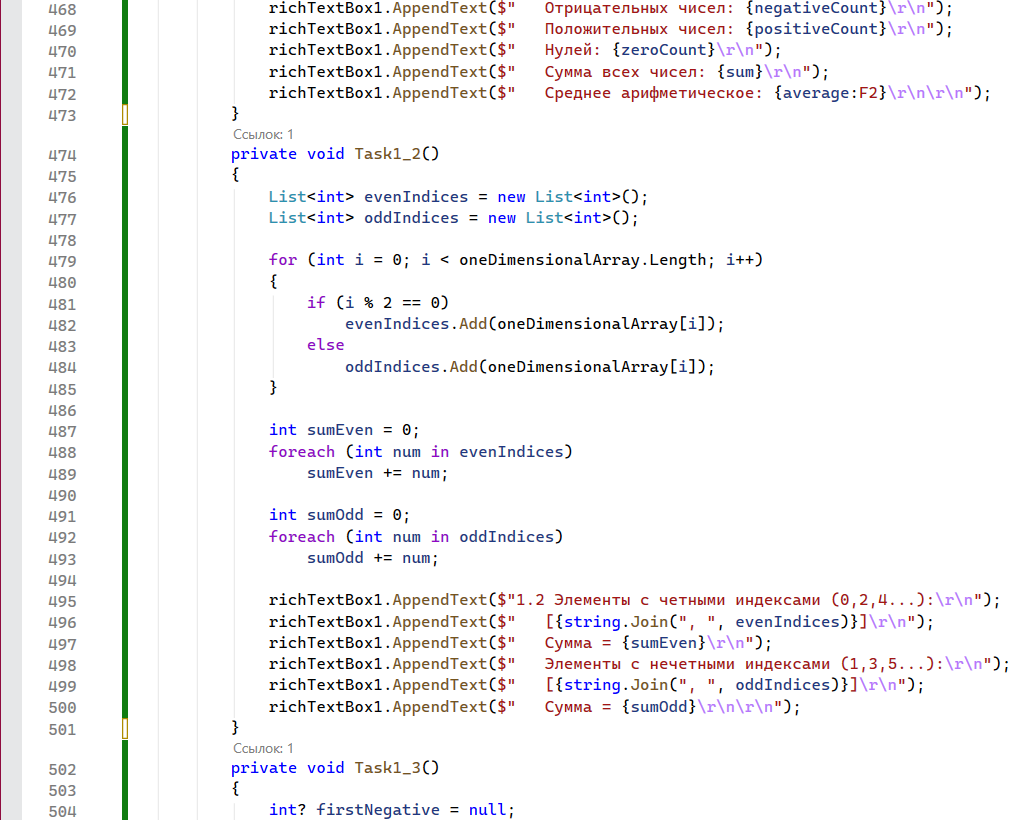 468 richTextBox1.AppendText($"   Отрицательных чисел: {negativeCount}\r\n");
469 richTextBox1.AppendText($"   Положительных чисел: {positiveCount}\r\n");
470 richTextBox1.AppendText($"   Нулей: {zeroCount}\r\n");
471 richTextBox1.AppendText($"   Сумма всех чисел: {sum}\r\n");
472 richTextBox1.AppendText($"   Среднее арифметическое: {average:F2}\r\n\r\n");
473 }
Ссылок: 1
474 private void Task1_2()
475 {
476 List<int> evenIndices = new List<int>();
477 List<int> oddIndices = new List<int>();
478
479 for (int i = 0; i < oneDimensionalArray.Length; i++)
480 {
481 if (i % 2 == 0)
482 evenIndices.Add(oneDimensionalArray[i]);
483 else
484 oddIndices.Add(oneDimensionalArray[i]);
485 }
486
487 int sumEven = 0;
488 foreach (int num in evenIndices)
489 sumEven += num;
490
491 int sumOdd = 0;
492 foreach (int num in oddIndices)
493 sumOdd += num;
494
495 richTextBox1.AppendText($"1.2 Элементы с четными индексами (0,2,4...):\r\n");
496 richTextBox1.AppendText($"   [{string.Join(", ", evenIndices)}]\r\n");
497 richTextBox1.AppendText($"   Сумма = {sumEven}\r\n");
498 richTextBox1.AppendText($"   Элементы с нечетными индексами (1,3,5...):\r\n");
499 richTextBox1.AppendText($"   [{string.Join(", ", oddIndices)}]\r\n");
500 richTextBox1.AppendText($"   Сумма = {sumOdd}\r\n\r\n");
501 }
Ссылок: 1
502 private void Task1_3()
503 {
504 int? firstNegative = null;